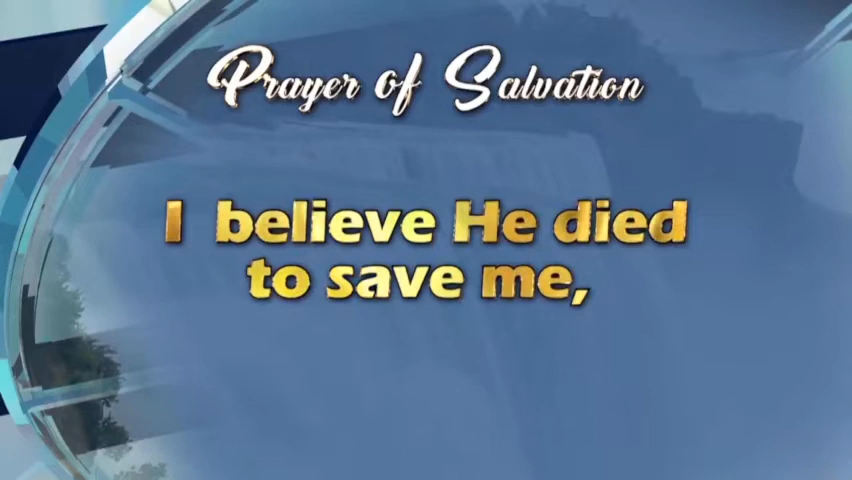 Prayer of Salvation
I believe He died
to save me,